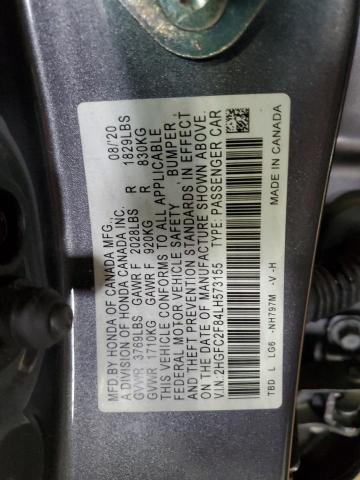 MFD.BY HONDA OF CANADA MFG., 08/'20
A DIVISION OF HONDA CANADA INC.
GVWR 3789LBS GAWR F 2028LBS R 1829LBS
GVWR 1710KG GAWR F 920KG R 830KG
THIS VEHICLE CONFORMS TO ALL APPLICABLE
FEDERAL MOTOR VEHICLE SAFETY, BUMPER,
AND THEFT PREVENTION STANDARDS IN EFFECT
ON THE DATE OF MANUFACTURE SHOWN ABOVE.
V.I.N: 2HGFC2F84LH573155 TYPE: PASSENGER CAR
TBD L LG6 -NH797M -V -H MADE IN CANADA